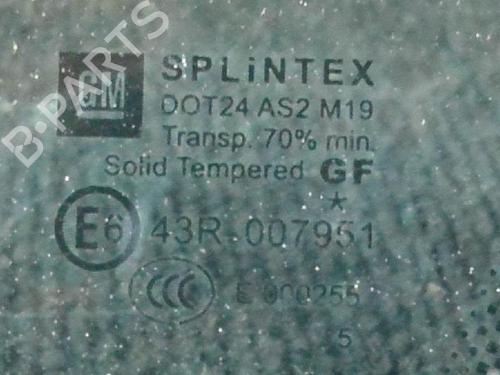 B-PARTS
GM SPLiNTEX
DOT24 AS2 M19
Transp. 70% min.
Solid Tempered GF
*
E6 43R-007951
CCC E 000255
5